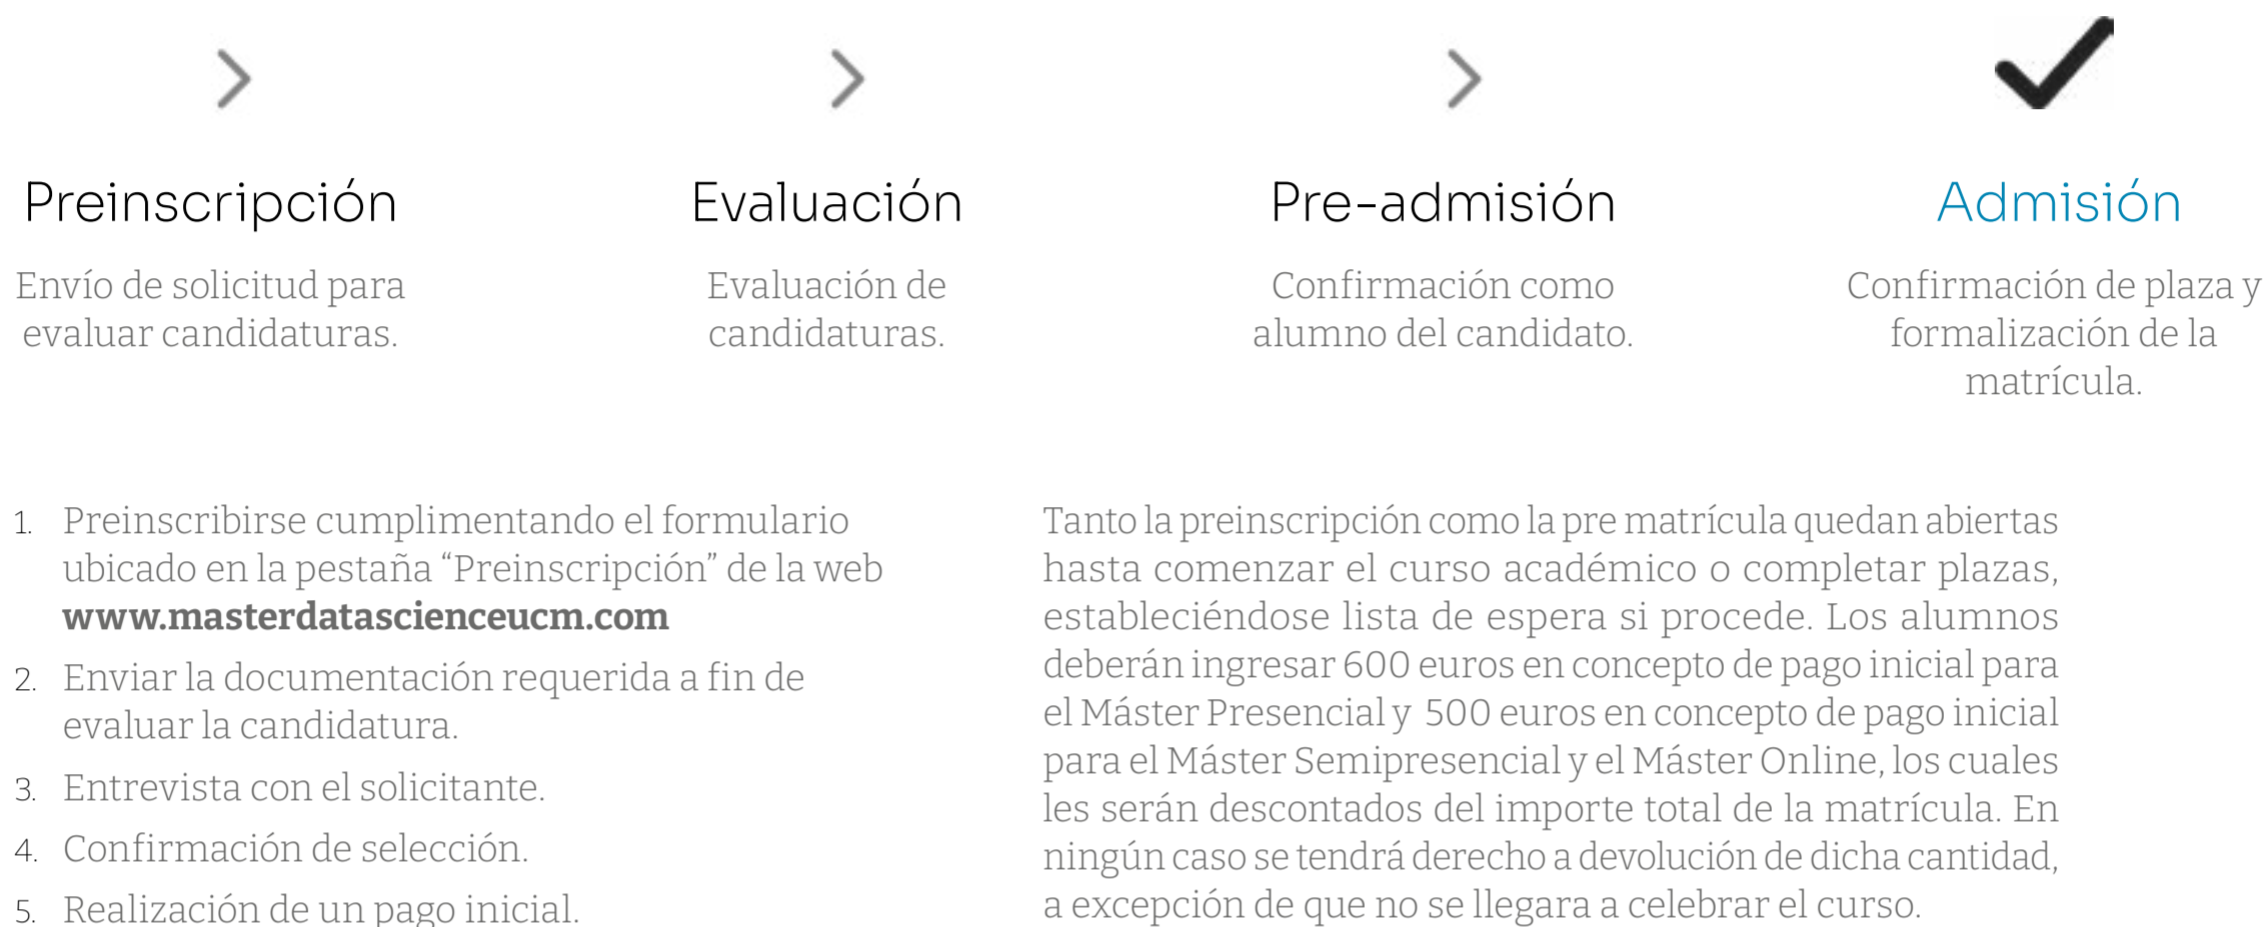 Preinscripción
Envío de solicitud para
evaluar candidaturas.
Evaluación
Evaluación de
candidaturas.
Pre-admisión
Confirmación como
alumno del candidato.
Admisión
Confirmación de plaza y
formalización de la
matrícula.
1. Preinscribirse cumplimentando el formulario
ubicado en la pestaña “Preinscripción” de la web
www.masterdatascienceucm.com
2. Enviar la documentación requerida a fin de
evaluar la candidatura.
3. Entrevista con el solicitante.
4. Confirmación de selección.
5. Realización de un pago inicial.
Tanto la preinscripción como la pre matrícula quedan abiertas
hasta comenzar el curso académico o completar plazas,
estableciéndose lista de espera si procede. Los alumnos
deberán ingresar 600 euros en concepto de pago inicial para
el Máster Presencial y 500 euros en concepto de pago inicial
para el Máster Semipresencial y el Máster Online, los cuales
les serán descontados del importe total de la matrícula. En
ningún caso se tendrá derecho a devolución de dicha cantidad,
a excepción de que no se llegara a celebrar el curso.